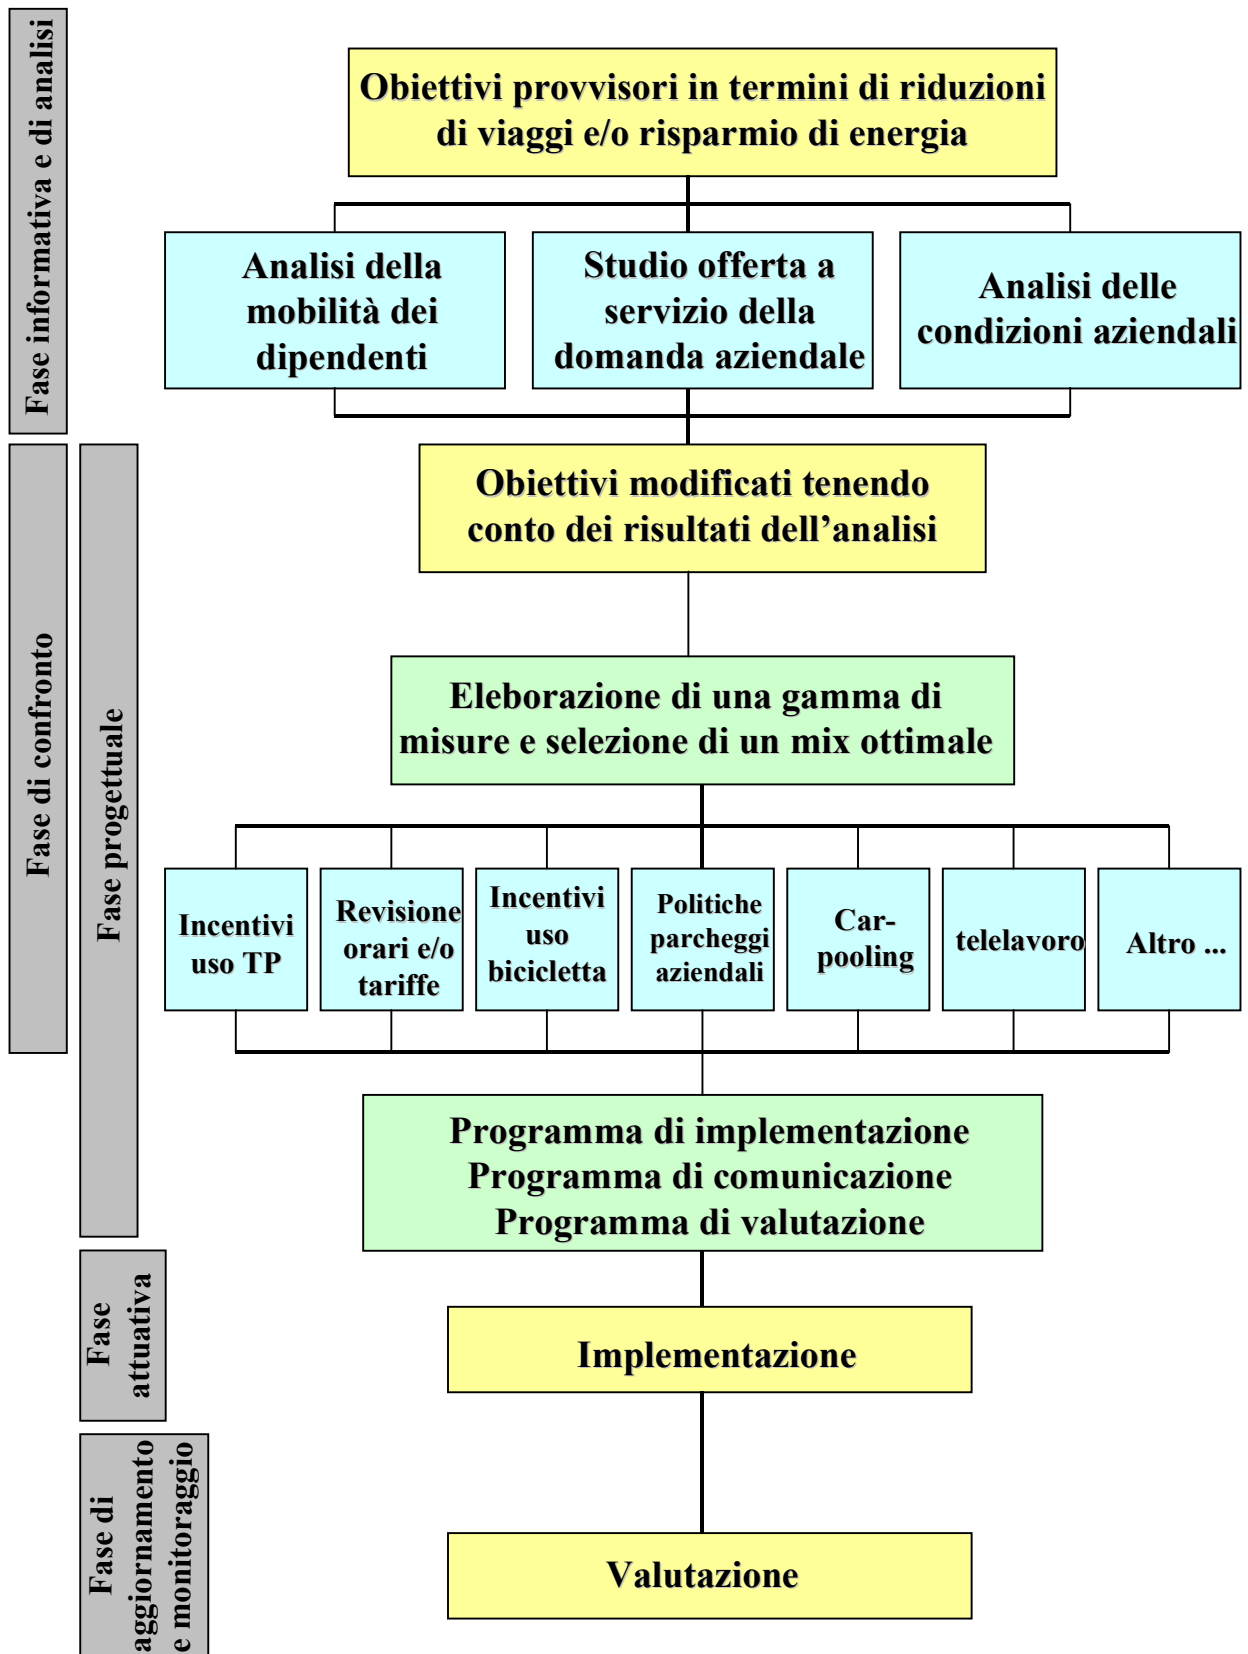 Fase informativa e di analisi
Obiettivi provvisori in termini di riduzioni
di viaggi e/o risparmio di energia
Analisi della
mobilità dei
dipendenti
Studio offerta a
servizio della
domanda aziendale
Analisi delle
condizioni aziendali
Fase di confronto
Fase progettuale
Obiettivi modificati tenendo
conto dei risultati dell’analisi
Eleborazione di una gamma di
misure e selezione di un mix ottimale
Incentivi
uso TP
Revisione
orari e/o
tariffe
Incentivi
uso
bicicletta
Politiche
parcheggi
aziendali
Car-
pooling
telelavoro
Altro ...
Programma di implementazione
Programma di comunicazione
Programma di valutazione
Fase
attuativa
Implementazione
Fase di
aggiornamento
e monitoraggio
Valutazione